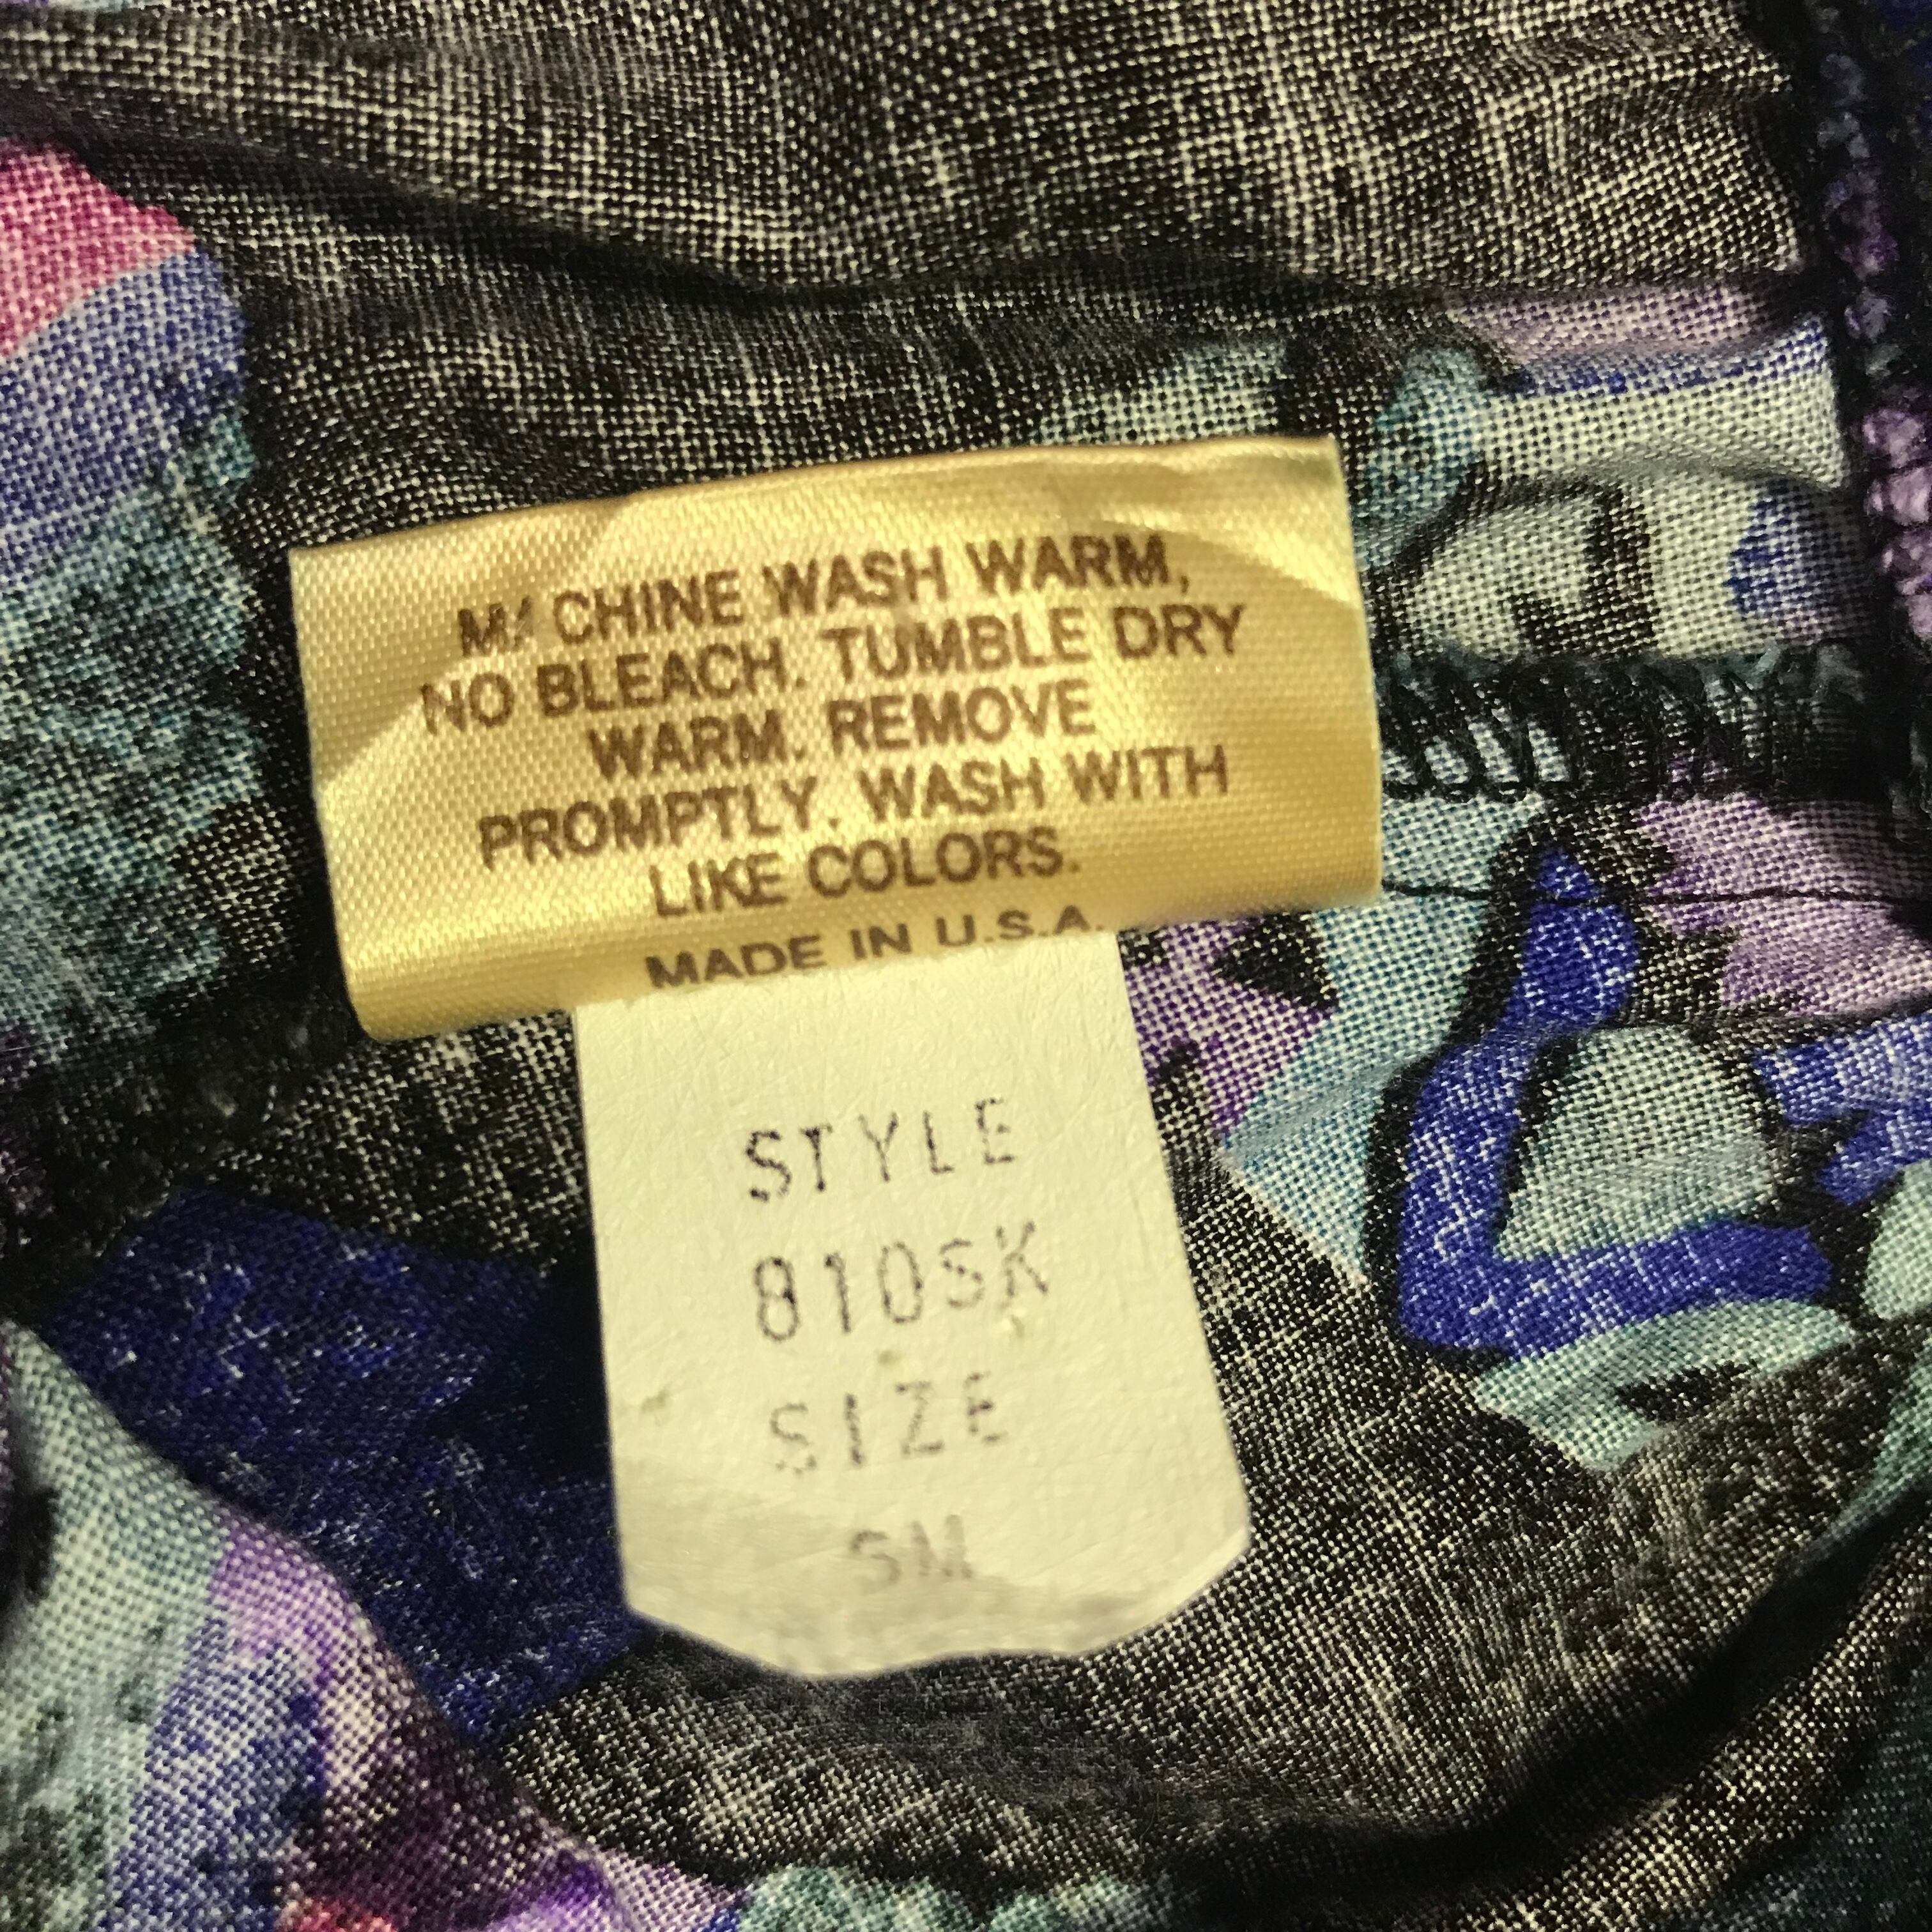 MACHINE WASH WARM,
NO BLEACH. TUMBLE DRY
WARM. REMOVE
PROMPTLY. WASH WITH
LIKE COLORS.
MADE IN U.S.A.
STYLE
810SK
SIZE
SM